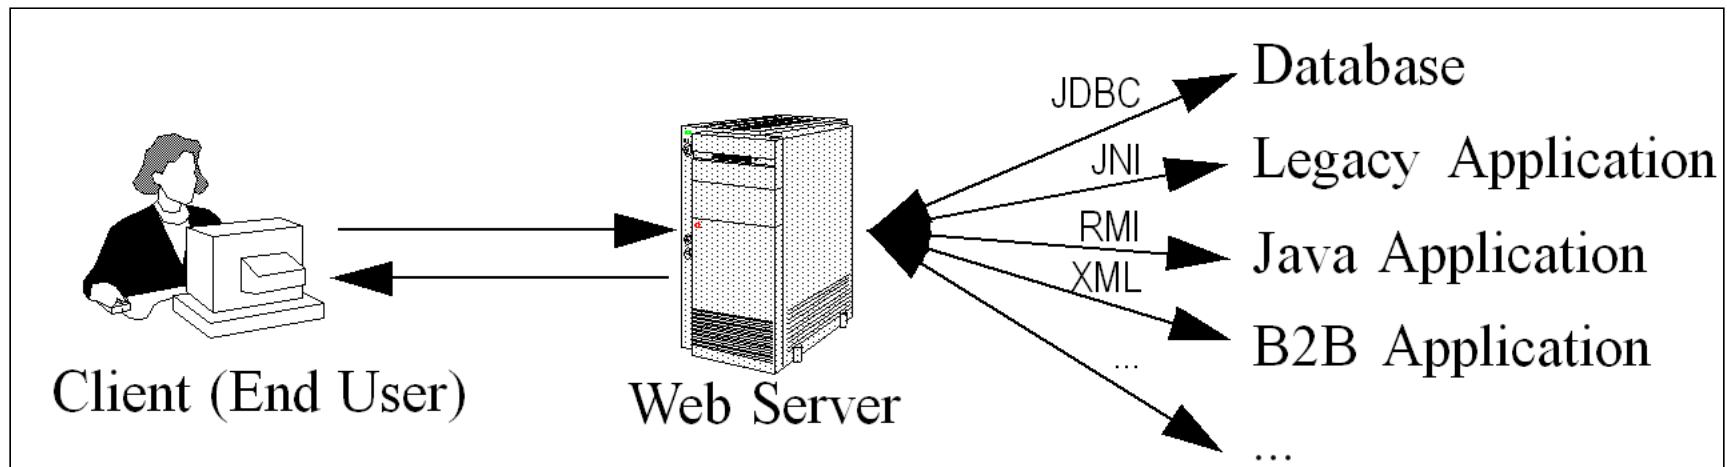 JDBC
Database
JNI
Legacy Application
RMI
Java Application
XML
B2B Application
...
...
Client (End User)
Web Server